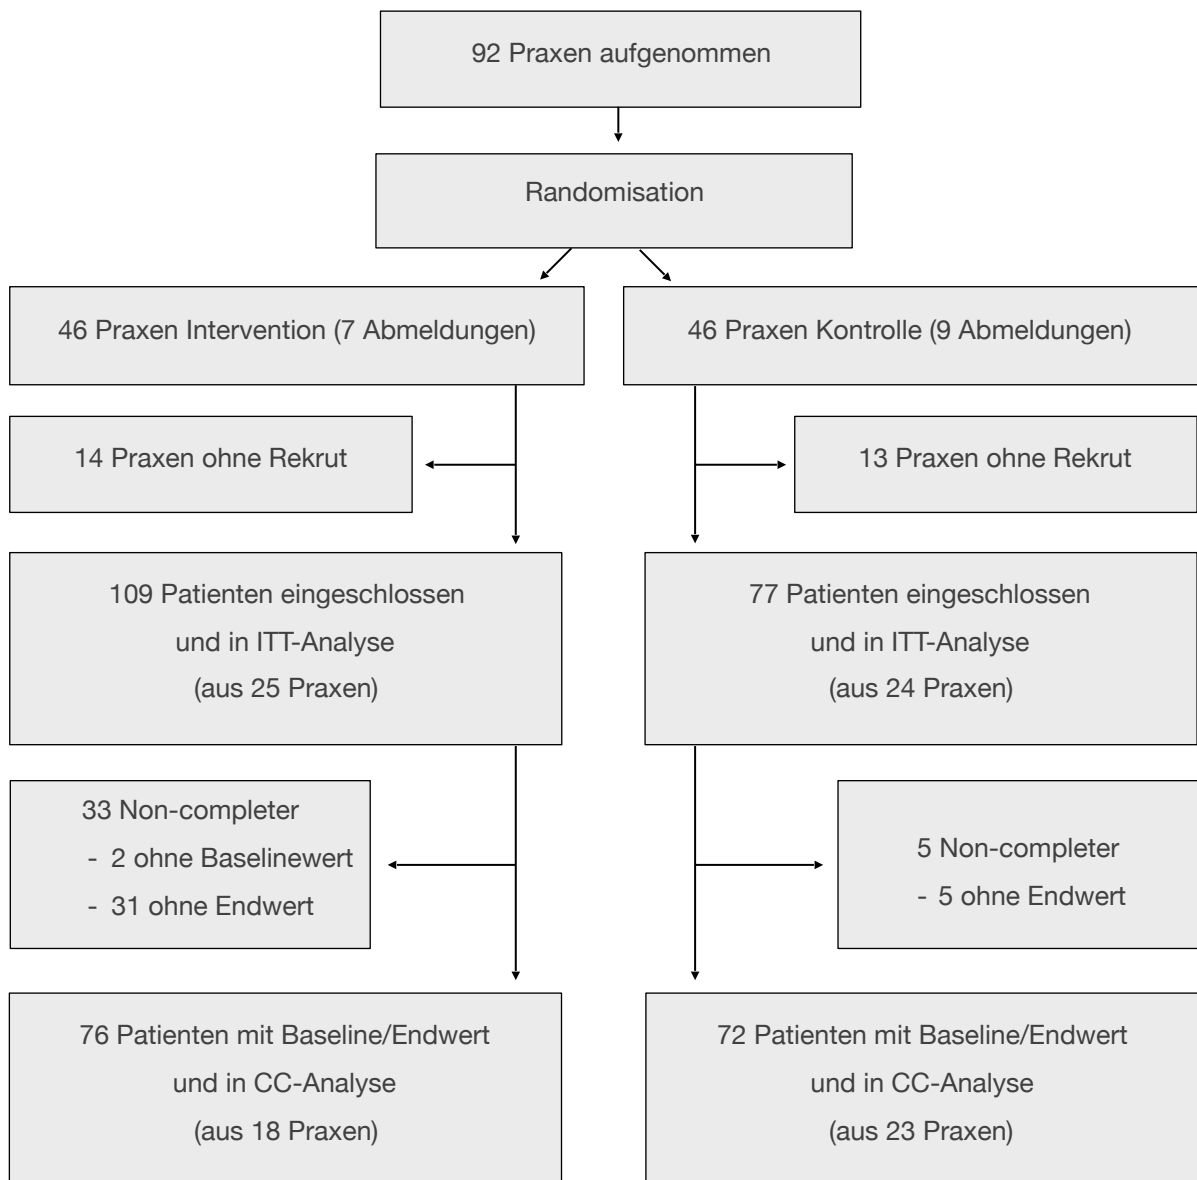 92 Praxen aufgenommen
Randomisation
46 Praxen Intervention (7 Abmeldungen)
46 Praxen Kontrolle (9 Abmeldungen)
14 Praxen ohne Rekrut
13 Praxen ohne Rekrut
109 Patienten eingeschlossen
und in ITT-Analyse
(aus 25 Praxen)
77 Patienten eingeschlossen
und in ITT-Analyse
(aus 24 Praxen)
33 Non-completer
- 2 ohne Baselinewert
- 31 ohne Endwert
5 Non-completer
- 5 ohne Endwert
76 Patienten mit Baseline/Endwert
und in CC-Analyse
(aus 18 Praxen)
72 Patienten mit Baseline/Endwert
und in CC-Analyse
(aus 23 Praxen)